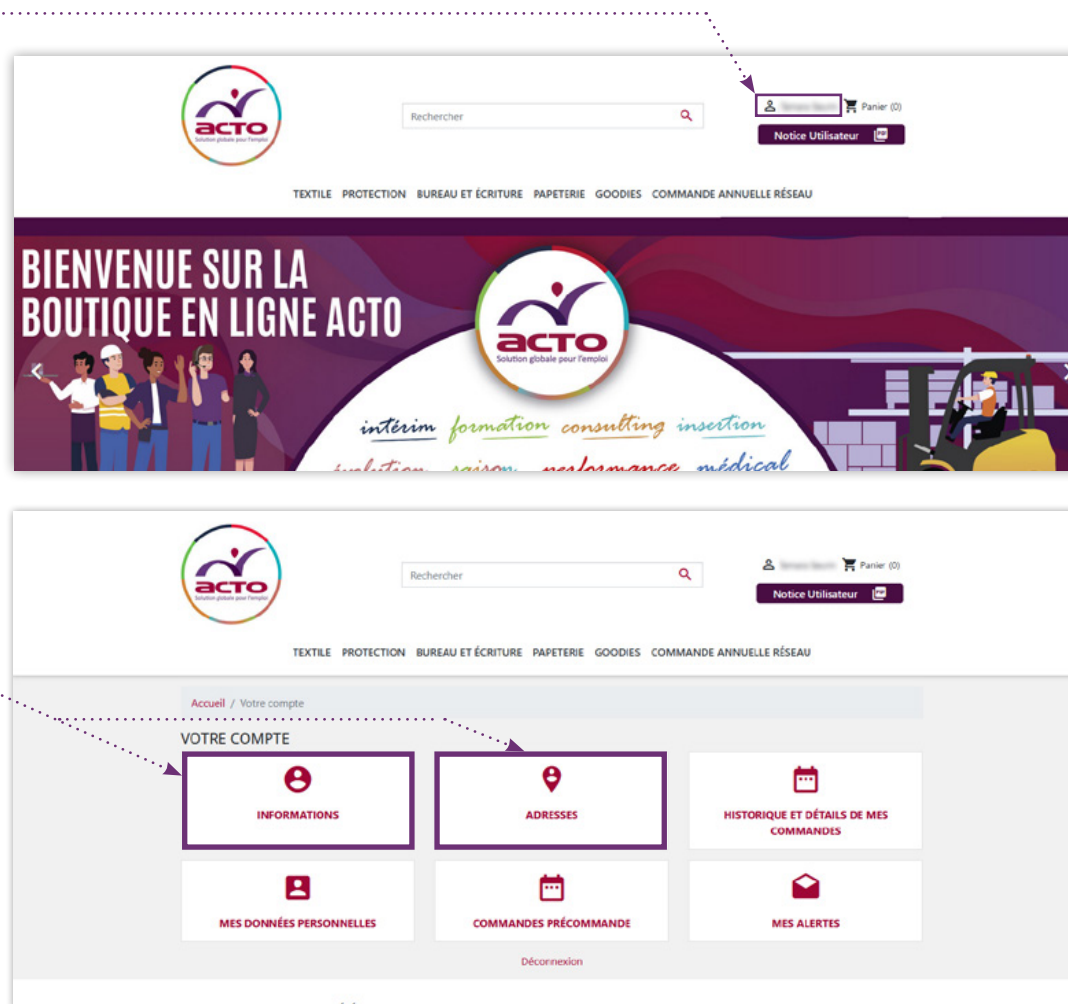 acto
Solution globale pour l'emploi
Rechercher
Panier (0)
Notice Utilisateur
TEXTILE PROTECTION BUREAU ET ÉCRITURE PAPETERIE GOODIES COMMANDE ANNUELLE RÉSEAU
BIENVENUE SUR LA
BOUTIQUE EN LIGNE ACTO
acto
Solution globale pour l'emploi
intérim formation consulting insertion
évolution saison performance médical
acto
Solution globale pour l'emploi
Rechercher
Panier (0)
Notice Utilisateur
TEXTILE PROTECTION BUREAU ET ÉCRITURE PAPETERIE GOODIES COMMANDE ANNUELLE RÉSEAU
Accueil / Votre compte
VOTRE COMPTE
INFORMATIONS
ADRESSES
HISTORIQUE ET DÉTAILS DE MES
COMMANDES
MES DONNÉES PERSONNELLES
COMMANDES PRÉCOMMANDE
MES ALERTES
Déconnexion